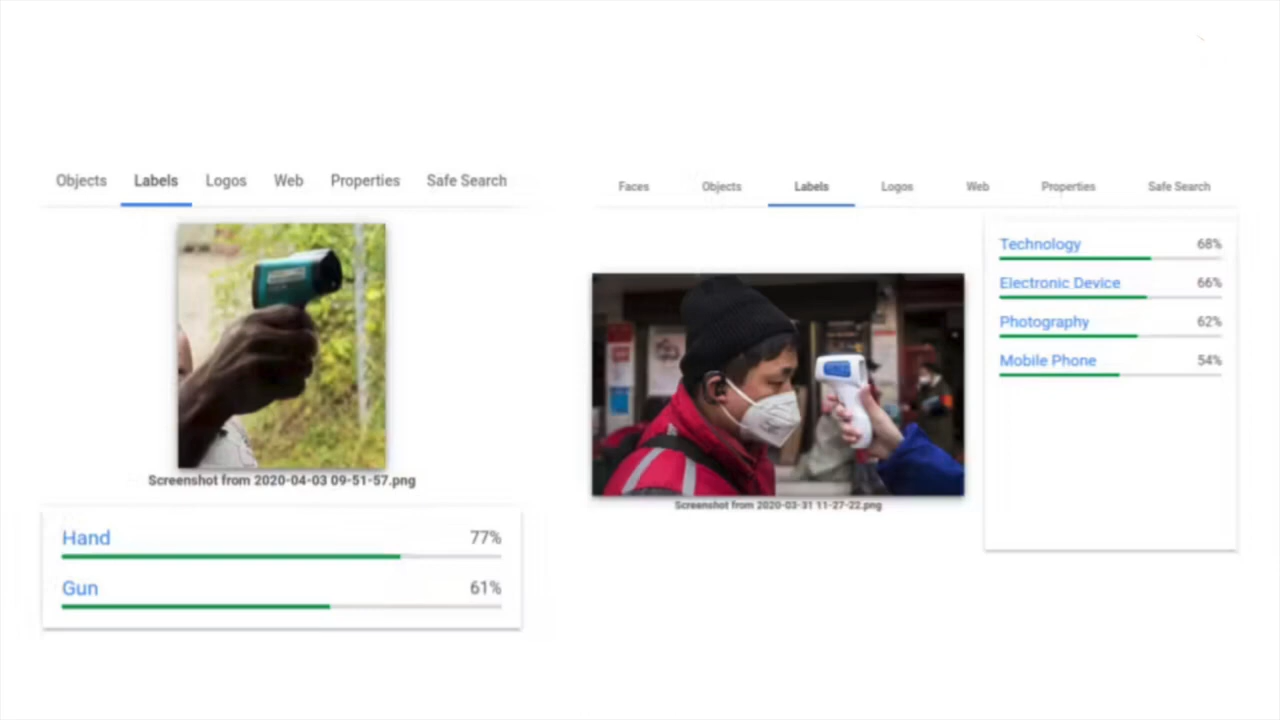 Objects Labels Logos Web Properties Safe Search
Screenshot from 2020-04-03 09-51-57.png
Hand 77%
Gun 61%
Faces Objects Labels Logos Web Properties Safe Search
Screenshot from 2020-03-31 11-27-22.png
Technology 68%
Electronic Device 66%
Photography 62%
Mobile Phone 54%